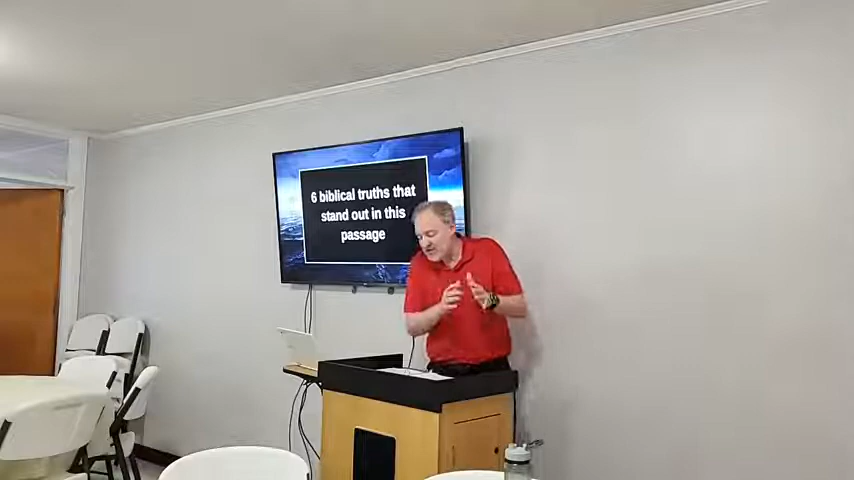 6 biblical truths that
stand out in this
passage